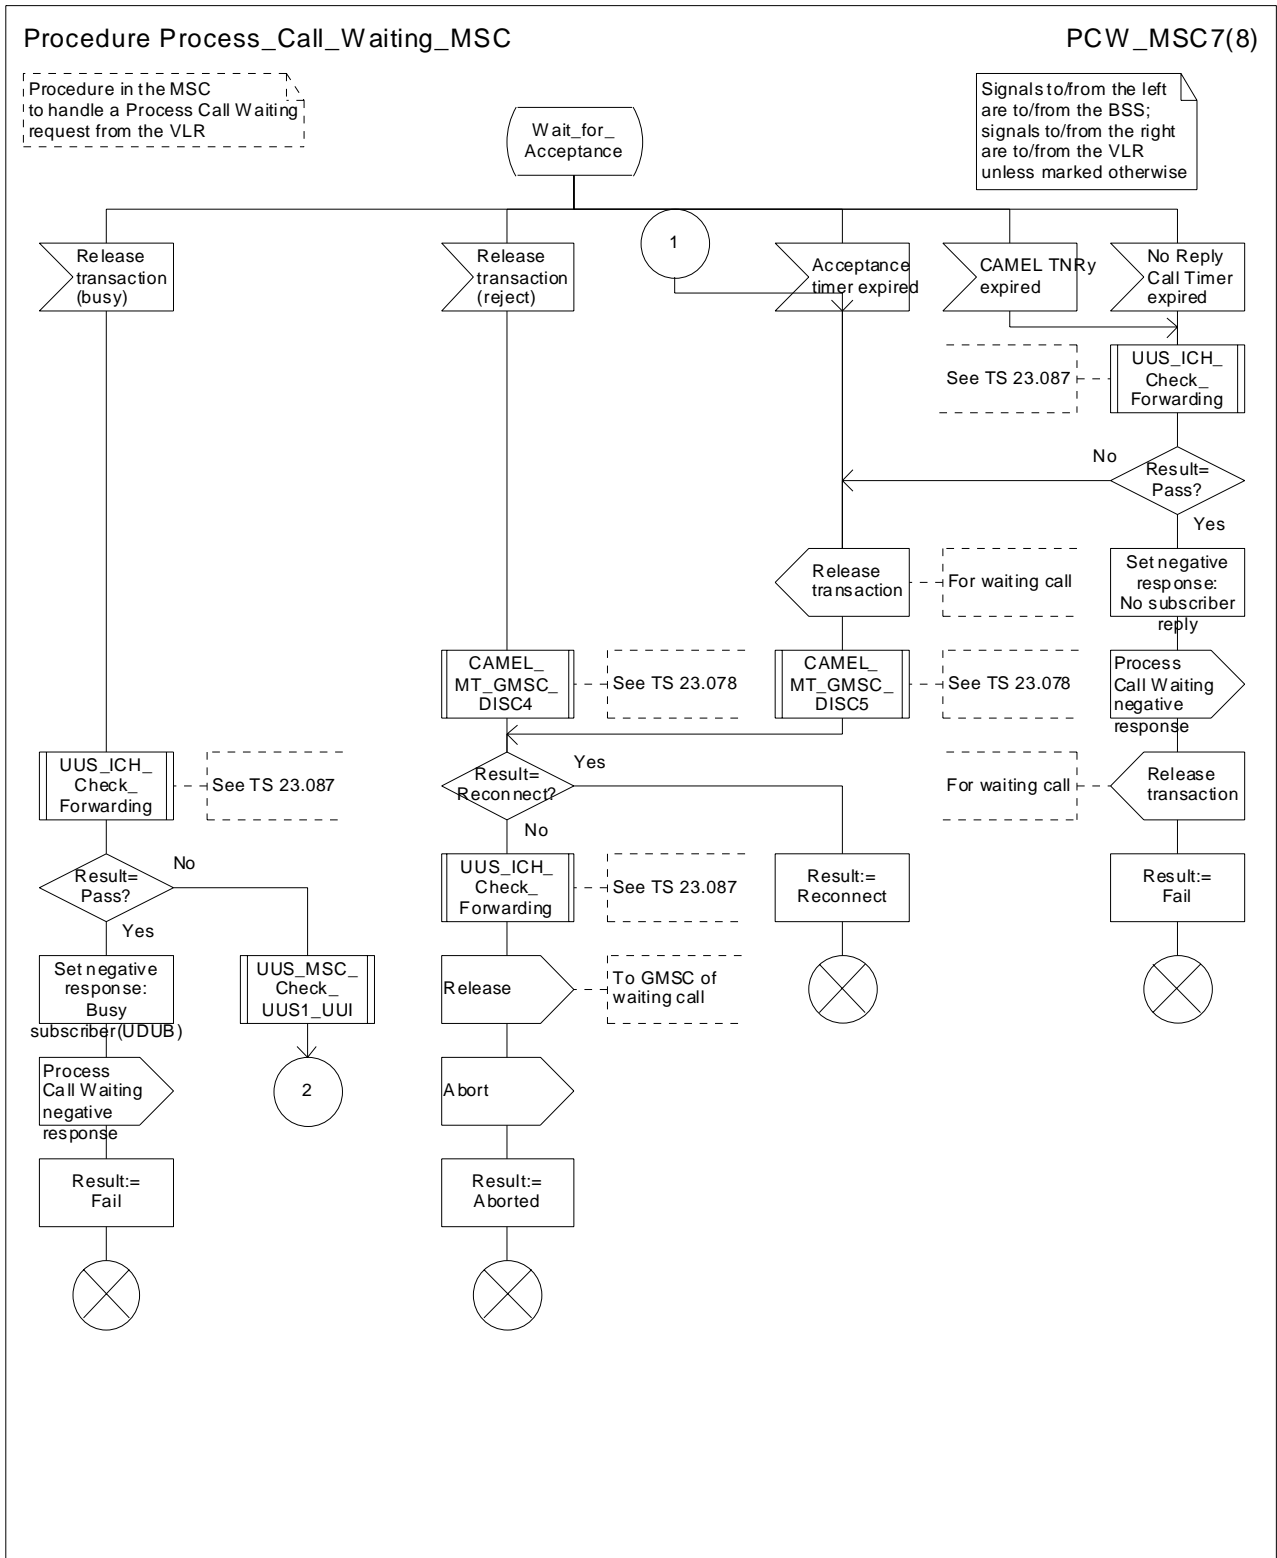 Procedure Process_Call_Waiting_MSC
PCW_MSC7(8)
Procedure in the MSC
to handle a Process Call Waiting
request from the VLR
Signals to/from the left
are to/from the BSS;
signals to/from the right
are to/from the VLR
unless marked otherwise
Wait_for_
Acceptance
Release
transaction
(busy)
Release
transaction
(reject)
1
Acceptance
timer expired
CAMEL TNRy
expired
No Reply
Call Timer
expired
See TS 23.087
UUS_ICH_
Check_
Forwarding
No
Result=
Pass?
Yes
Release
transaction
For waiting call
Set negative
response:
No subscriber
reply
CAMEL_
MT_GMSC_
DISC4
See TS 23.078
CAMEL_
MT_GMSC_
DISC5
See TS 23.078
Process
Call Waiting
negative
response
UUS_ICH_
Check_
Forwarding
See TS 23.087
Result=
Reconnect?
Yes
No
For waiting call
Release
transaction
Result=
Pass?
No
Yes
UUS_ICH_
Check_
Forwarding
See TS 23.087
Result:=
Reconnect
Result:=
Fail
Set negative
response:
Busy
subscriber(UDUB)
UUS_MSC_
Check_
UUS1_UUI
Release
To GMSC of
waiting call
Process
Call Waiting
negative
response
2
Abort
Result:=
Fail
Result:=
Aborted